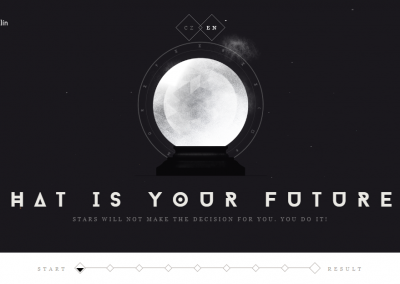 lin
CZ EN
HAT IS YOUR FUTURE
STARS WILL NOT MAKE THE DECISION FOR YOU, YOU DO IT!
START RESULT